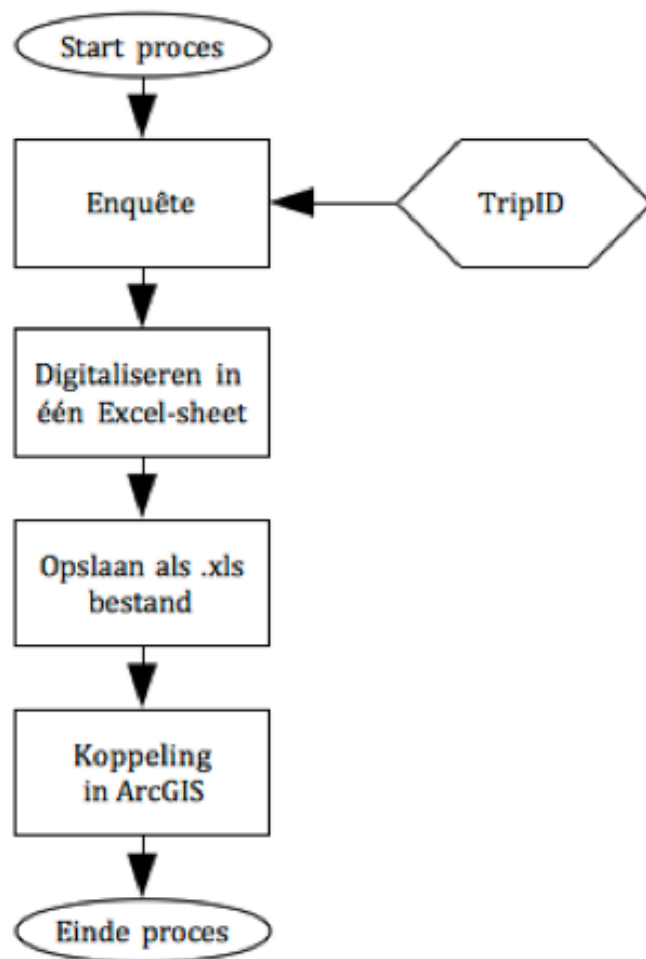 Start proces
Enquête
TripID
Digitaliseren in
één Excel-sheet
Opslaan als .xls
bestand
Koppeling
in ArcGIS
Einde proces